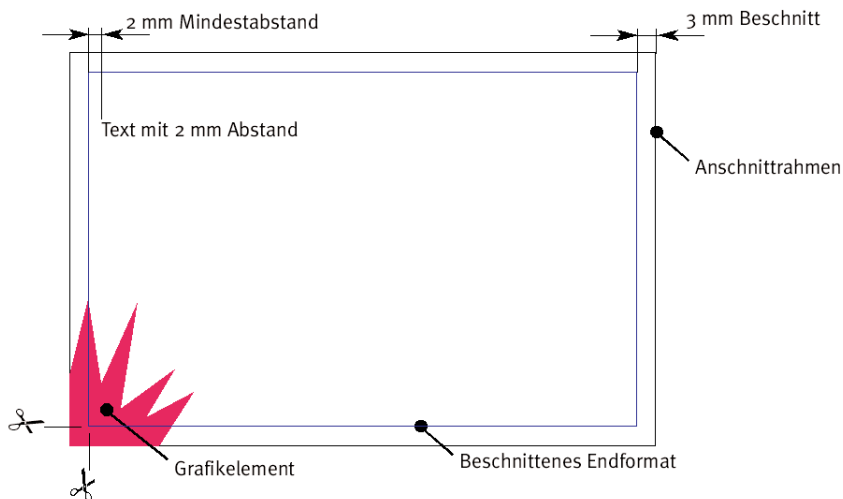 2 mm Mindestabstand
3 mm Beschnitt
Text mit 2 mm Abstand
Anschnittrahmen
Grafikelement
Beschnittenes Endformat